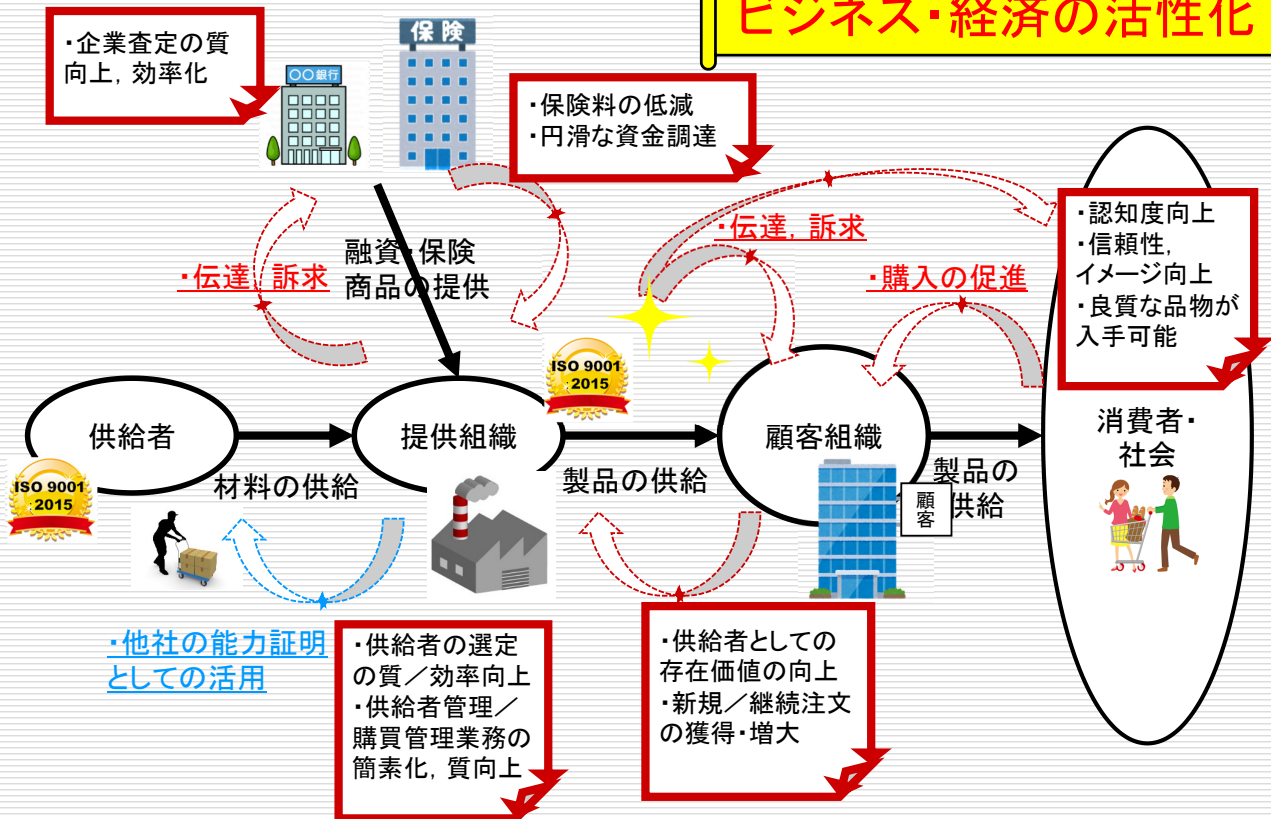 ビジネス・経済の活性化
・企業査定の質
向上, 効率化
○○銀行
保険
・保険料の低減
・円滑な資金調達
・伝達, 訴求
融資・保険
商品の提供
・伝達, 訴求
・購入の促進
・認知度向上
・信頼性,
イメージ向上
・良質な品物が
入手可能
ISO 9001
:2015
供給者
提供組織
顧客組織
消費者・
社会
ISO 9001
:2015
材料の供給
製品の供給
製品の
供給
顧客
・他社の能力証明
としての活用
・供給者の選定
の質／効率向上
・供給者管理／
購買管理業務の
簡素化, 質向上
・供給者としての
存在価値の向上
・新規／継続注文
の獲得・増大